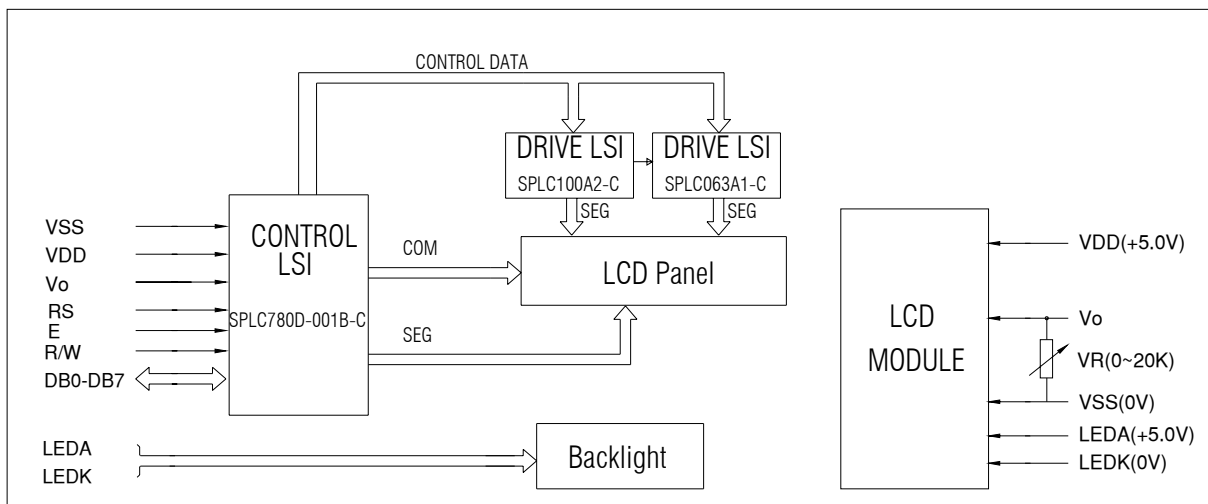 CONTROL DATA
DRIVE LSI
SPLC100A2-C
DRIVE LSI
SPLC063A1-C
SEG
SEG
VSS
VDD
Vo
RS
E
R/W
DB0-DB7
CONTROL
LSI
SPLC780D-001B-C
COM
SEG
LCD Panel
LEDA
LEDK
Backlight
LCD
MODULE
VDD(+5.0V)
Vo
VR(0~20K)
VSS(0V)
LEDA(+5.0V)
LEDK(0V)